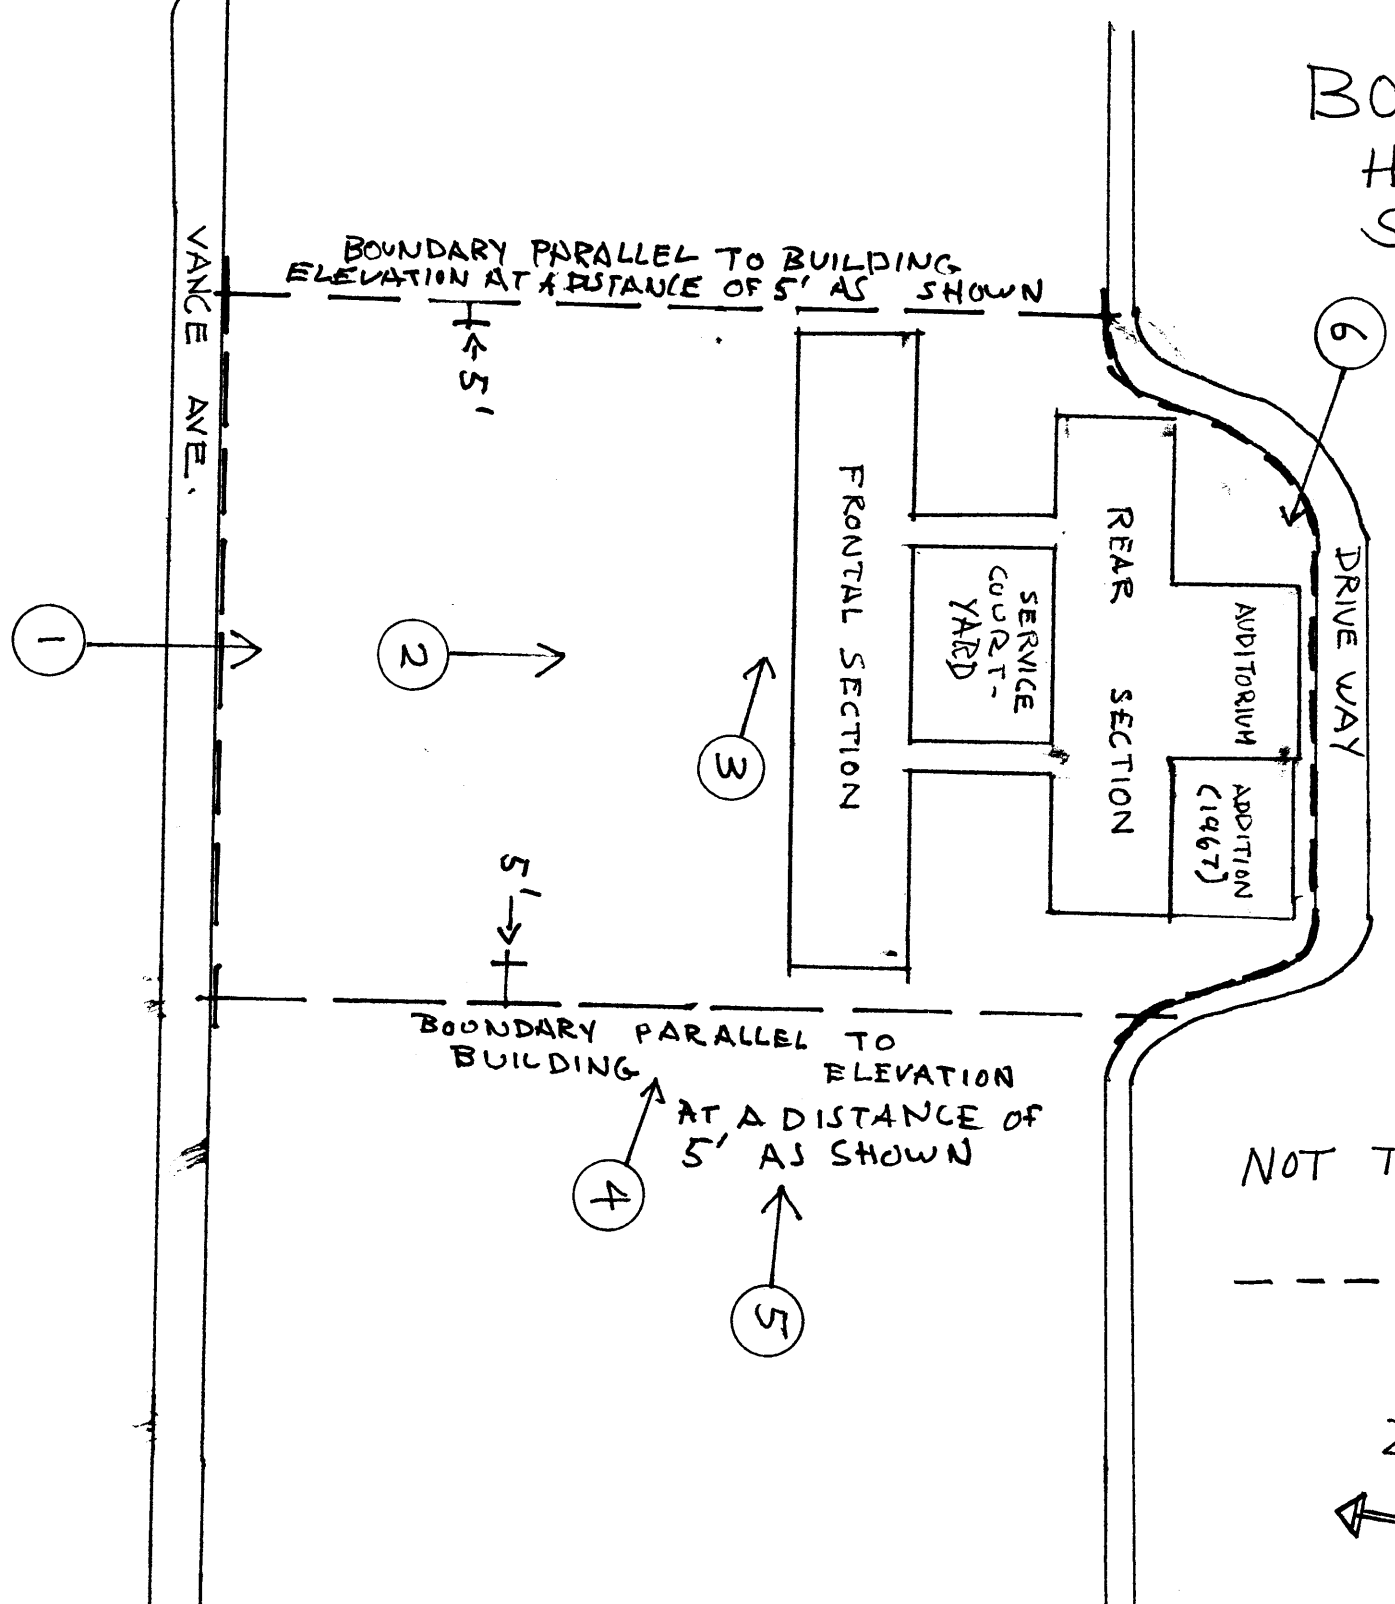 BO
H
S
BOUNDARY PARALLEL TO BUILDING
ELEVATION AT A DISTANCE OF 5' AS SHOWN
5'
VANCE AVE.
6
DRIVE WAY
FRONTAL SECTION
REAR SECTION
SERVICE
COURT-
YARD
AUDITORIUM
ADDITION
(1967)
1
2
3
5'
BOUNDARY PARALLEL TO
BUILDING ELEVATION
AT A DISTANCE OF
5' AS SHOWN
4
5
NOT T